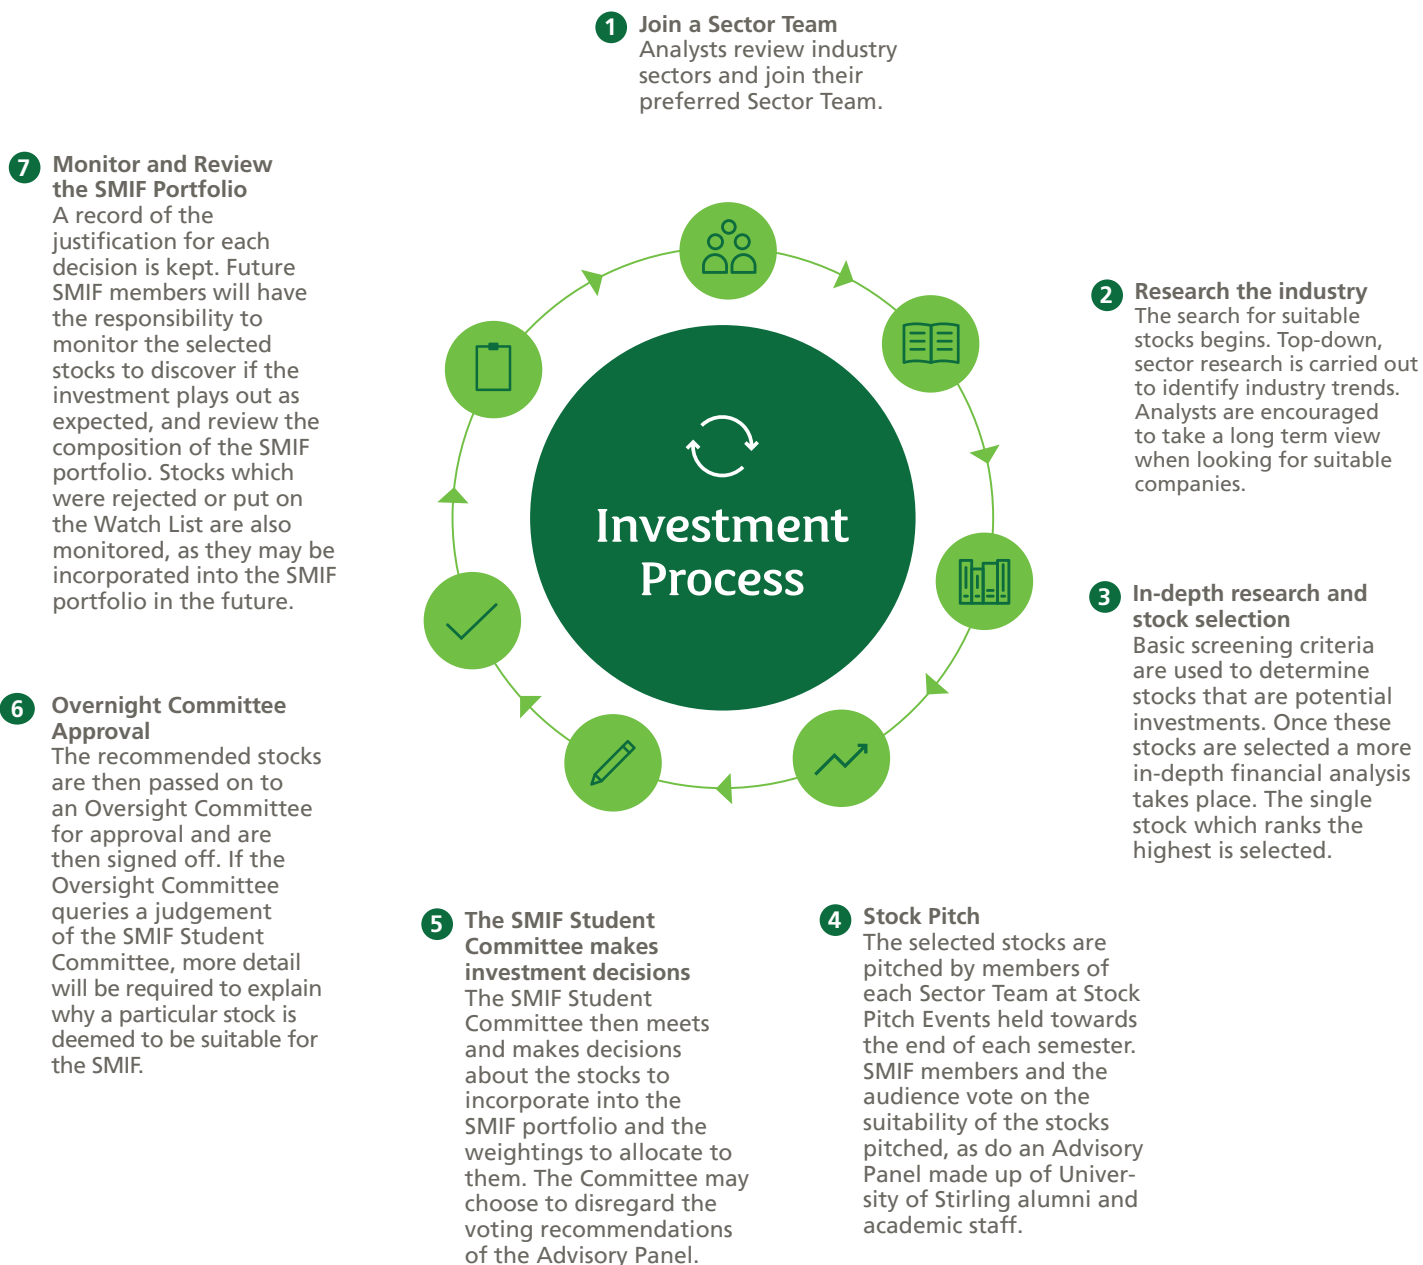 1
Join a Sector Team
Analysts review industry
sectors and join their
preferred Sector Team.
2
Research the industry
The search for suitable
stocks begins. Top-down,
sector research is carried out
to identify industry trends.
Analysts are encouraged
to take a long term view
when looking for suitable
companies.
3
In-depth research and
stock selection
Basic screening criteria
are used to determine
stocks that are potential
investments. Once these
stocks are selected a more
in-depth financial analysis
takes place. The single
stock which ranks the
highest is selected.
4
Stock Pitch
The selected stocks are
pitched by members of
each Sector Team at Stock
Pitch Events held towards
the end of each semester.
SMIF members and the
audience vote on the
suitability of the stocks
pitched, as do an Advisory
Panel made up of Univer-
sity of Stirling alumni and
academic staff.
5
The SMIF Student
Committee makes
investment decisions
The SMIF Student
Committee then meets
and makes decisions
about the stocks to
incorporate into the
SMIF portfolio and the
weightings to allocate to
them. The Committee may
choose to disregard the
voting recommendations
of the Advisory Panel.
6
Overnight Committee
Approval
The recommended stocks
are then passed on to
an Oversight Committee
for approval and are
then signed off. If the
Oversight Committee
queries a judgement
of the SMIF Student
Committee, more detail
will be required to explain
why a particular stock is
deemed to be suitable for
the SMIF.
7
Monitor and Review
the SMIF Portfolio
A record of the
justification for each
decision is kept. Future
SMIF members will have
the responsibility to
monitor the selected
stocks to discover if the
investment plays out as
expected, and review the
composition of the SMIF
portfolio. Stocks which
were rejected or put on
the Watch List are also
monitored, as they may be
incorporated into the SMIF
portfolio in the future.
Investment
Process